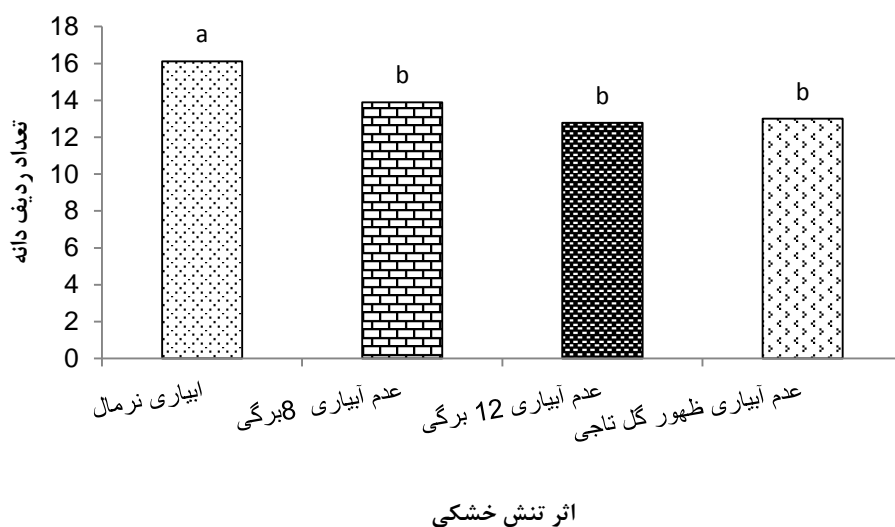 تعداد ردیف دانه
18
16
14
12
10
8
6
4
2
0
a
b
b
b
ابیاری نرمال
عدم آبیاری 8برگی
عدم آبیاری 12 برگی
عدم آبیاری ظهور گل تاجی
اثر تنش خشکی